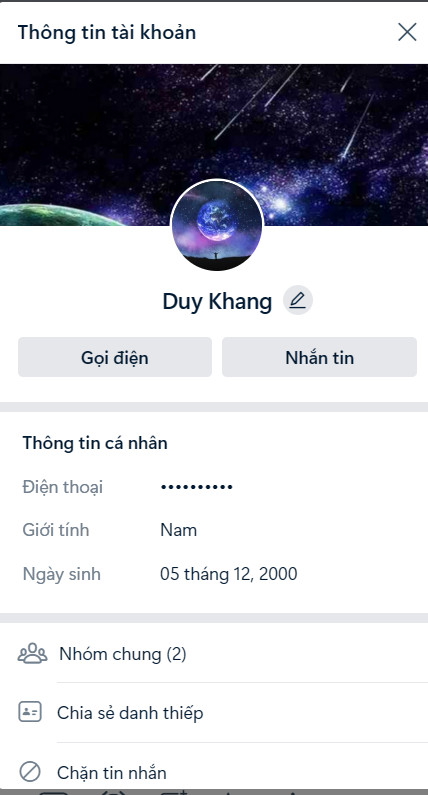 Thông tin tài khoản
Duy Khang
Gọi điện Nhắn tin
Thông tin cá nhân
Điện thoại ••••••••••
Giới tính Nam
Ngày sinh 05 tháng 12, 2000
Nhóm chung (2)
Chia sẻ danh thiếp
Chặn tin nhắn